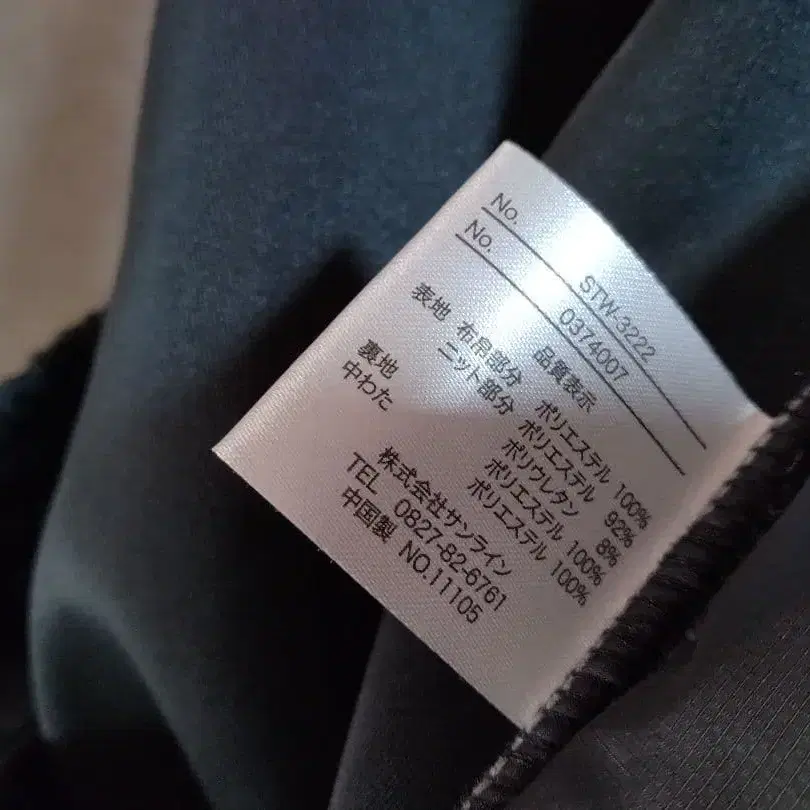 No. STW-3222
No. 0374007
品質表示
表地 布帛部分 ポリエステル 100%
ニット部分 ポリエステル 92%
ポリウレタン 8%
裏地 ポリエステル 100%
中わた ポリエステル 100%
株式会社サンライン
TEL 0827-82-6761
中国製 NO.11105